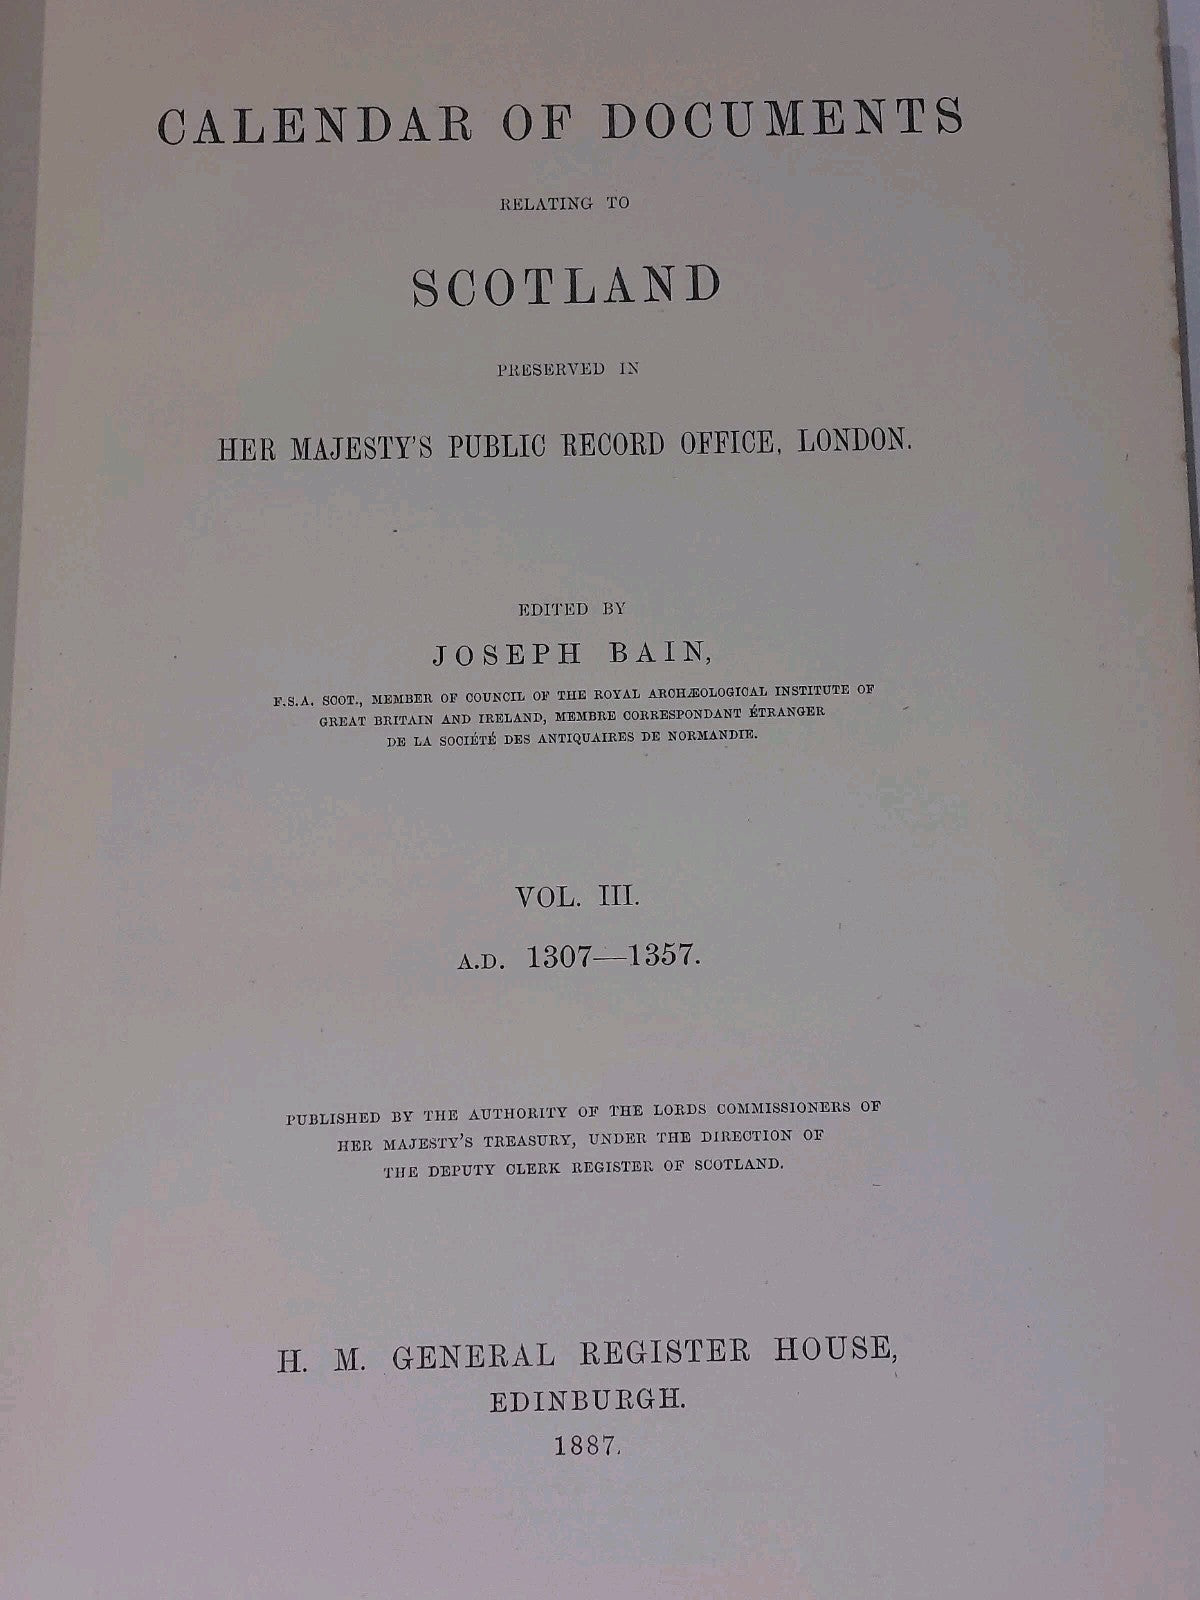 CALENDAR OF DOCUMENTS
RELATING TO
SCOTLAND
PRESERVED IN
HER MAJESTY'S PUBLIC RECORD OFFICE, LONDON.
EDITED BY
JOSEPH BAIN,
F.S.A. SCOT., MEMBER OF COUNCIL OF THE ROYAL ARCHÆOLOGICAL INSTITUTE OF
GREAT BRITAIN AND IRELAND, MEMBRE CORRESPONDANT ÉTRANGER
DE LA SOCIÉTÉ DES ANTIQUAIRES DE NORMANDIE.
VOL. III.
A.D. 1307—1357.
PUBLISHED BY THE AUTHORITY OF THE LORDS COMMISSIONERS OF
HER MAJESTY'S TREASURY, UNDER THE DIRECTION OF
THE DEPUTY CLERK REGISTER OF SCOTLAND.
H. M. GENERAL REGISTER HOUSE,
EDINBURGH.
1887.